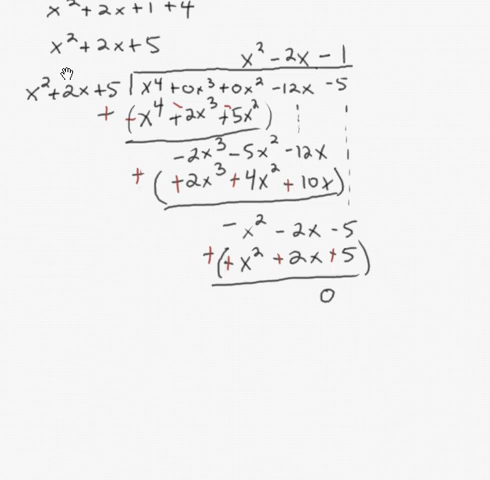 x²+2x+1+4
x²+2x+5
x²-2x-1
x²+2x+5 | x⁴+0x³+0x²-12x-5
+ (-x⁴-2x³-5x²)
-2x³-5x²-12x
+ (+2x³+4x²+10x)
-x²-2x-5
+(+x²+2x+5)
0